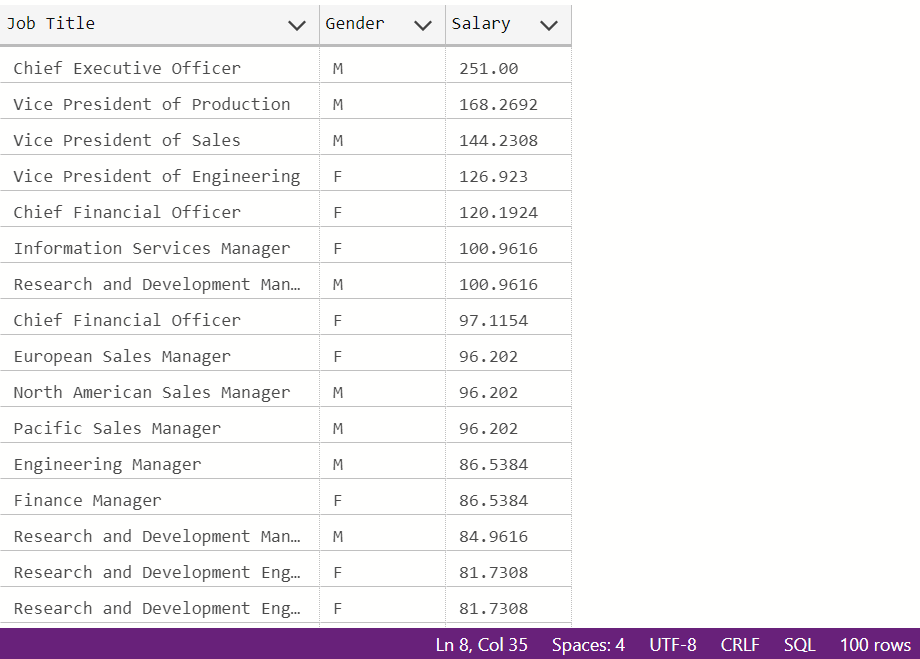 Job Title Gender Salary
Chief Executive Officer M 251.00
Vice President of Production M 168.2692
Vice President of Sales M 144.2308
Vice President of Engineering F 126.923
Chief Financial Officer F 120.1924
Information Services Manager F 100.9616
Research and Development Man… M 100.9616
Chief Financial Officer F 97.1154
European Sales Manager F 96.202
North American Sales Manager M 96.202
Pacific Sales Manager M 96.202
Engineering Manager M 86.5384
Finance Manager F 86.5384
Research and Development Man… M 84.9616
Research and Development Eng… F 81.7308
Research and Development Eng… F 81.7308
Ln 8, Col 35 Spaces: 4 UTF-8 CRLF SQL 100 rows